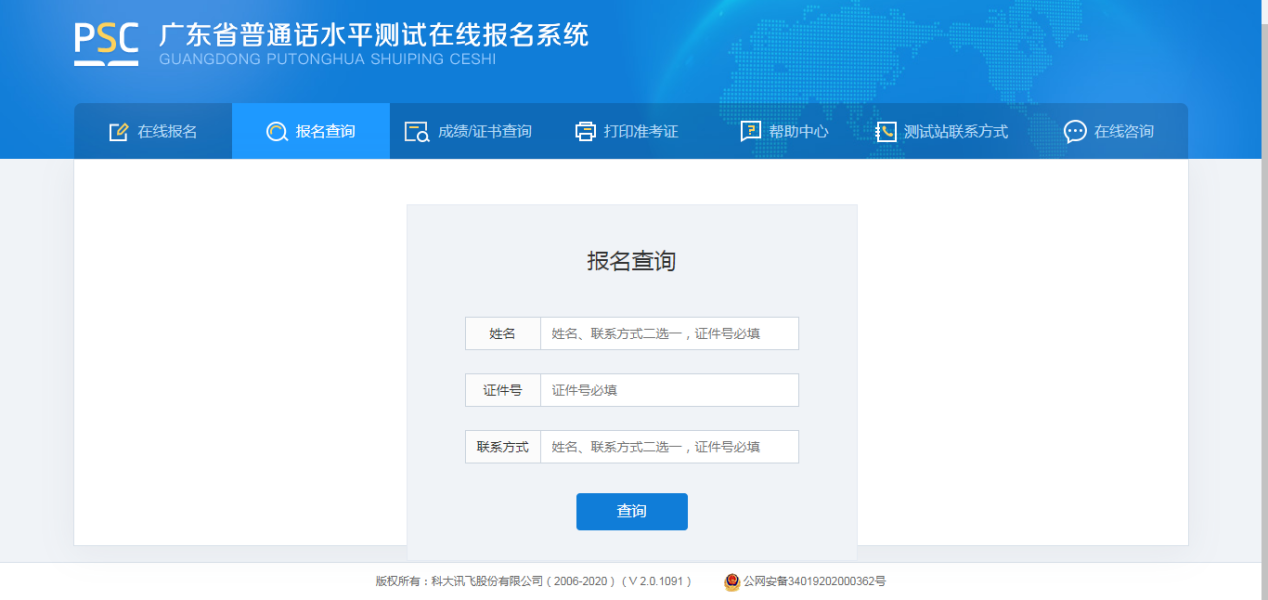 PSC 广东省普通话水平测试在线报名系统
GUANGDONG PUTONGHUA SHUIPING CESHI
在线报名 报名查询 成绩/证书查询 打印准考证 帮助中心 测试站联系方式 在线咨询
报名查询
姓名 姓名、联系方式二选一，证件号必填
证件号 证件号必填
联系方式 姓名、联系方式二选一，证件号必填
查询
版权所有：科大讯飞股份有限公司（2006-2020）（V 2.0.1091） 公网安备34019202000362号